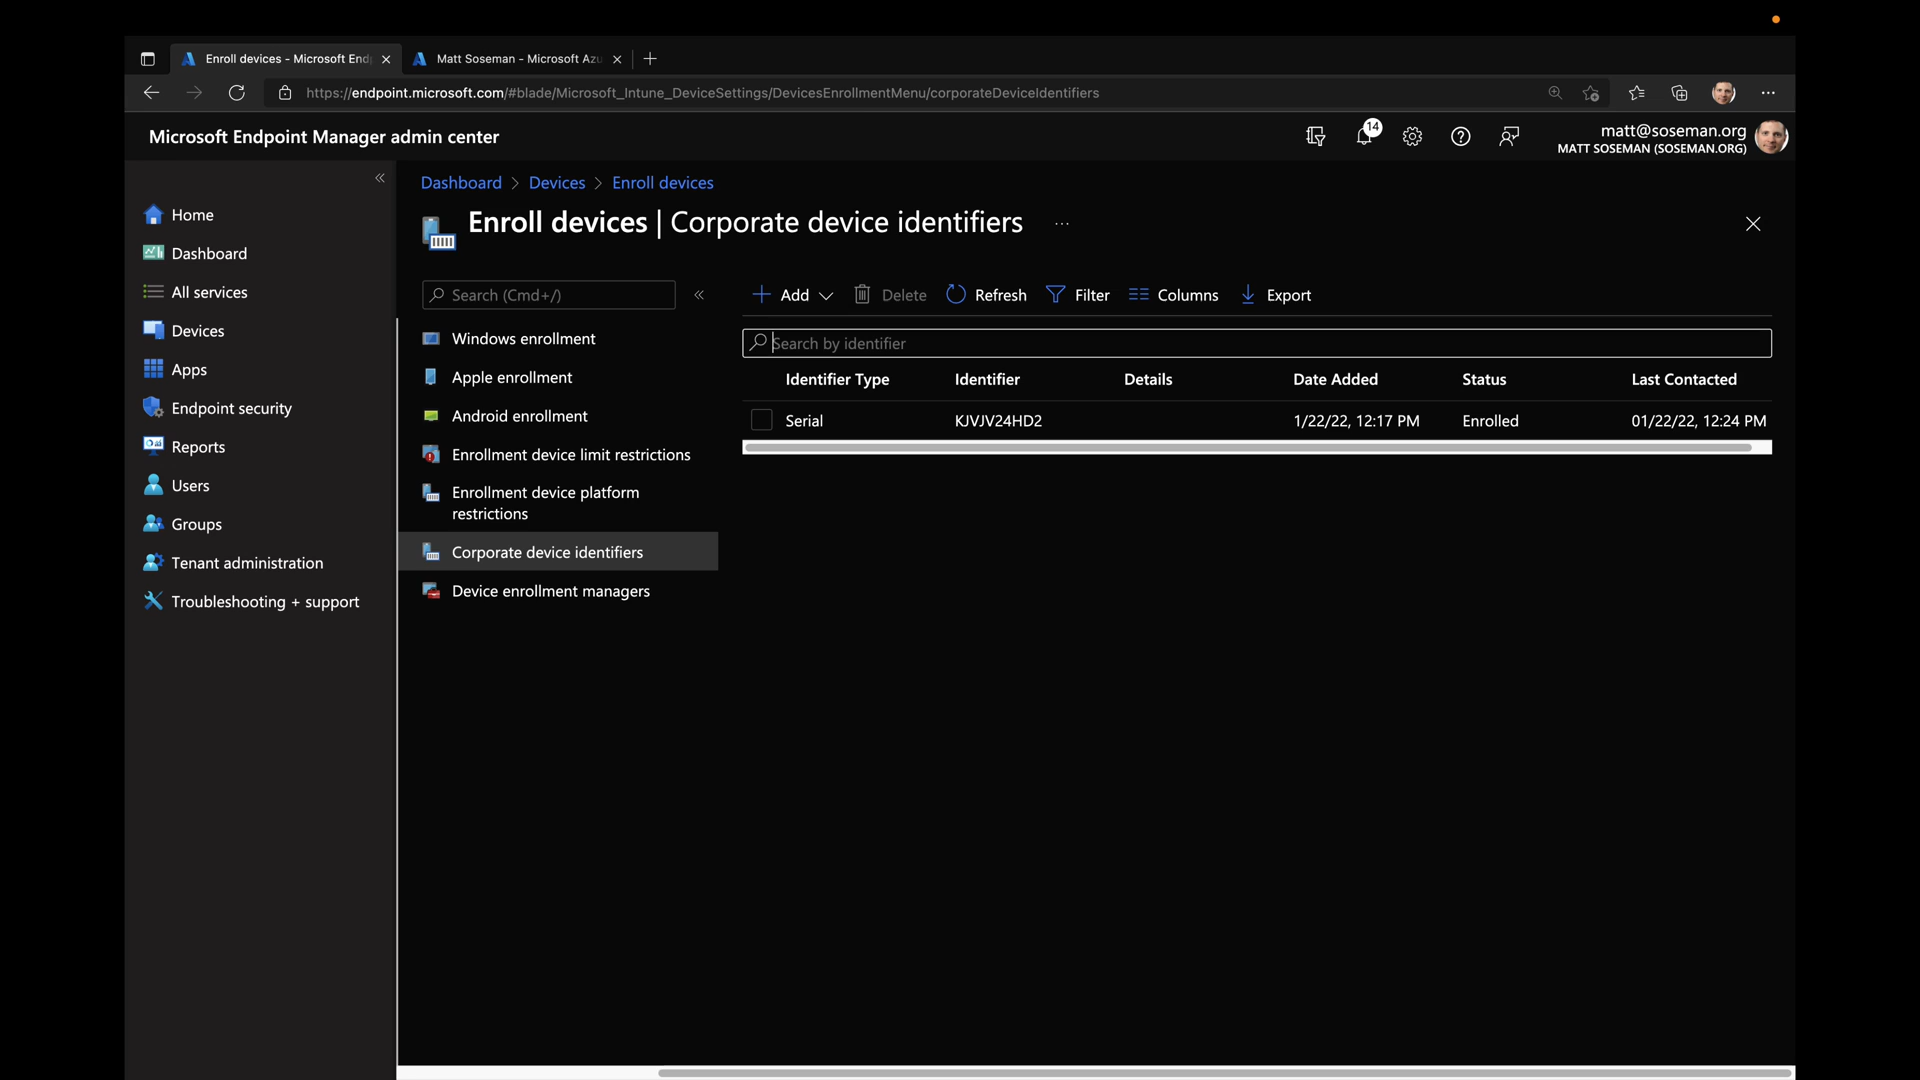 Enroll devices - Microsoft End
Matt Soseman - Microsoft Azu
https://endpoint.microsoft.com/#blade/Microsoft_Intune_DeviceSettings/DevicesEnrollmentMenu/corporateDeviceIdentifiers
Microsoft Endpoint Manager admin center
14
matt@soseman.org
MATT SOSEMAN (SOSEMAN.ORG)
Home
Dashboard
All services
Devices
Apps
Endpoint security
Reports
Users
Groups
Tenant administration
Troubleshooting + support
Dashboard > Devices > Enroll devices
Enroll devices | Corporate device identifiers ...
Search (Cmd+/)
Windows enrollment
Apple enrollment
Android enrollment
Enrollment device limit restrictions
Enrollment device platform
restrictions
Corporate device identifiers
Device enrollment managers
Add Delete Refresh Filter Columns Export
Search by identifier
Identifier Type Identifier Details Date Added Status Last Contacted
Serial KJVJV24HD2 1/22/22, 12:17 PM Enrolled 01/22/22, 12:24 PM